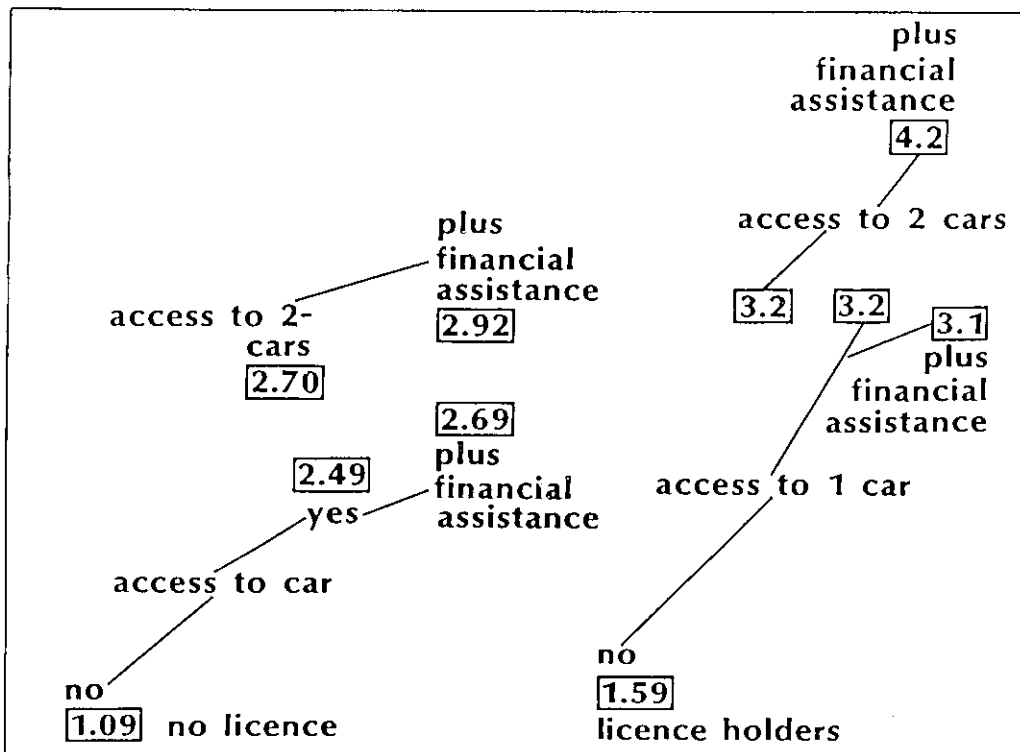 plus
financial
assistance
4.2
access to 2 cars
3.2
3.2
3.1
plus
financial
assistance
access to 1 car
no
1.59
licence holders
plus
financial
assistance
2.92
access to 2-
cars
2.70
2.69
plus
financial
assistance
2.49
yes
access to car
no
1.09 no licence